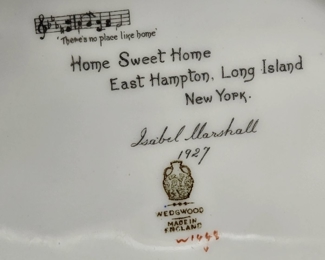 'There's no place like home'
Home Sweet Home
East Hampton, Long Island
New York.
Isabel Marshall
1927
WEDGWOOD
MADE IN
ENGLAND